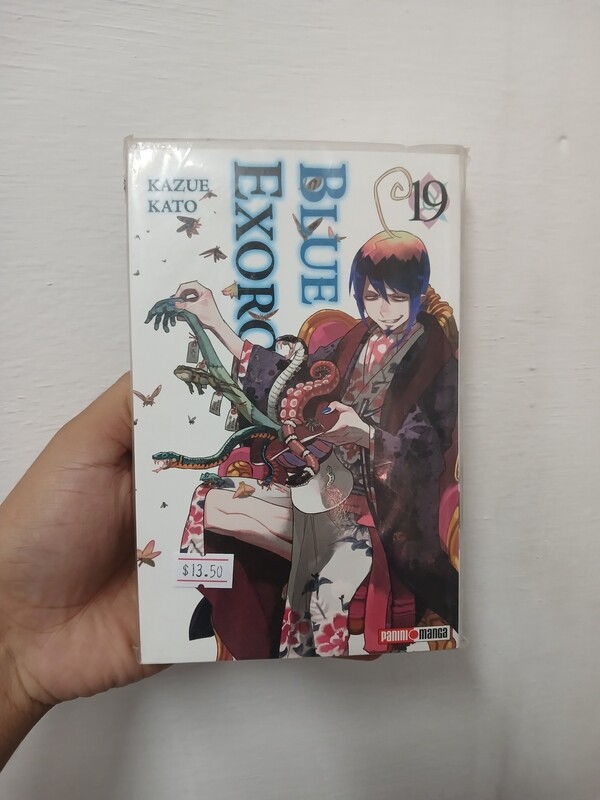 KAZUE
KATO
BLUE
EXORC
19
$13.50
PANINI manga